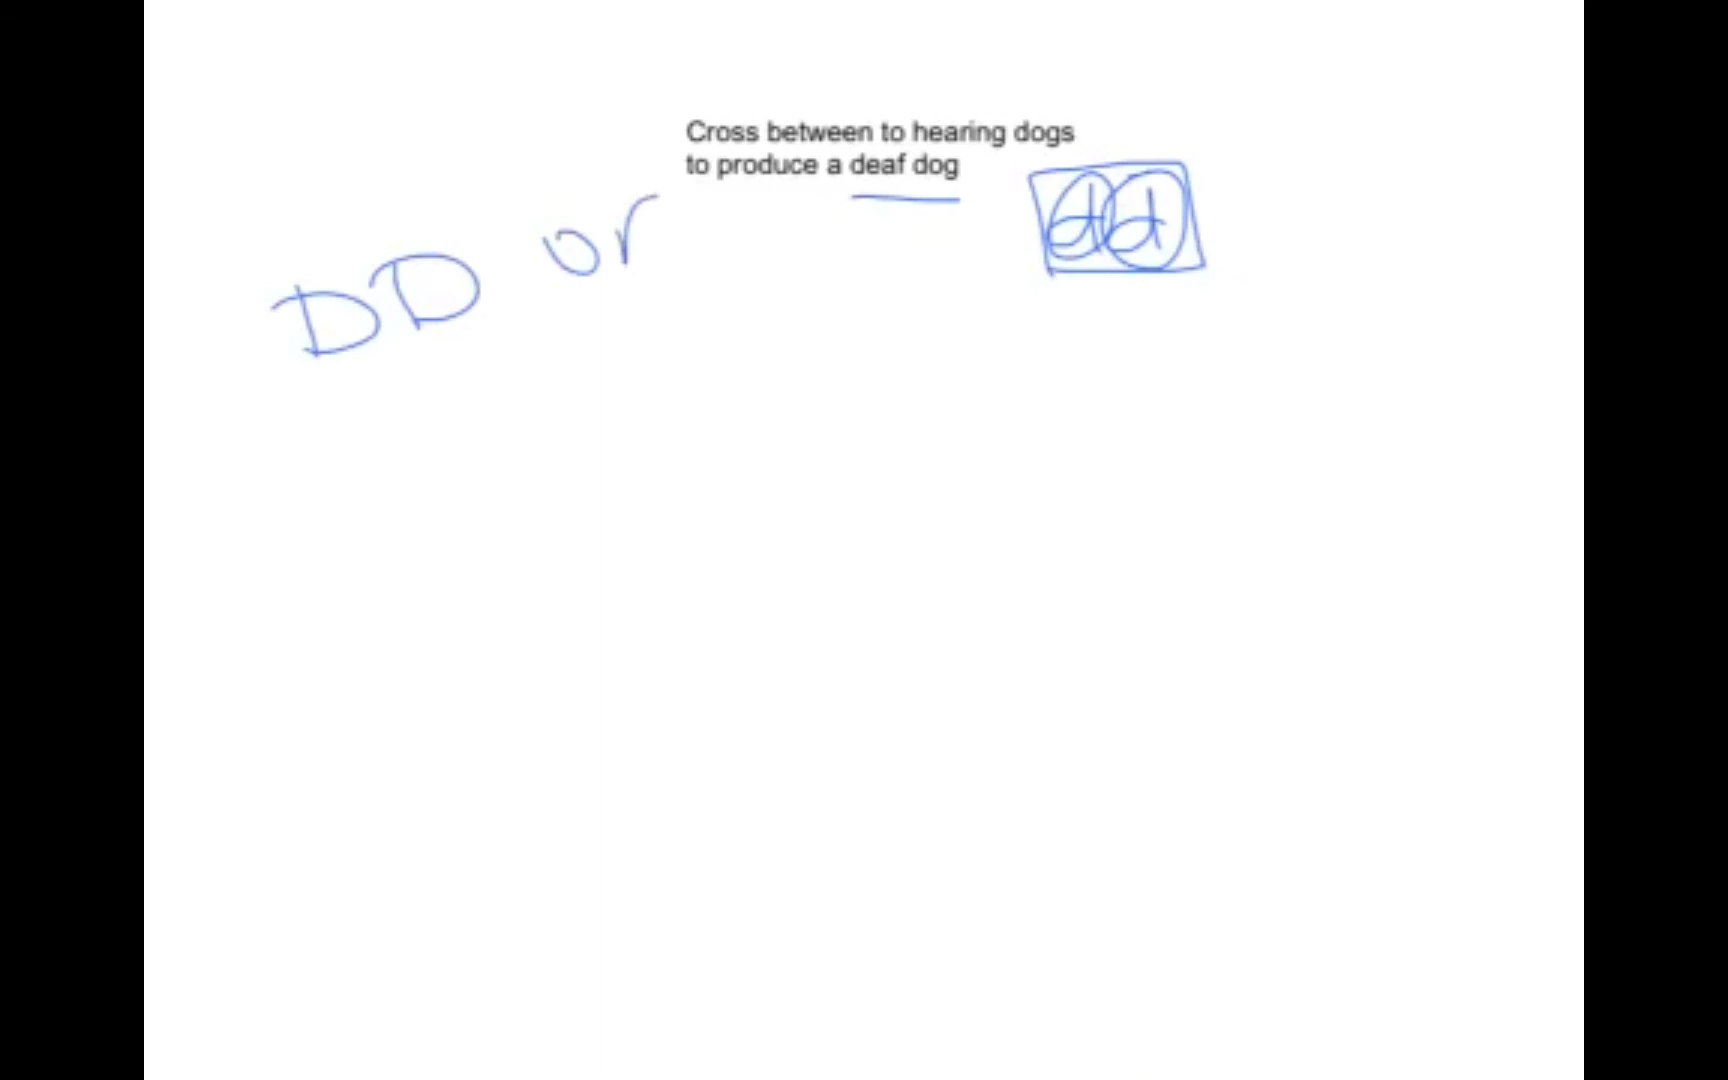 Cross between to hearing dogs
to produce a deaf dog
dd
DD or